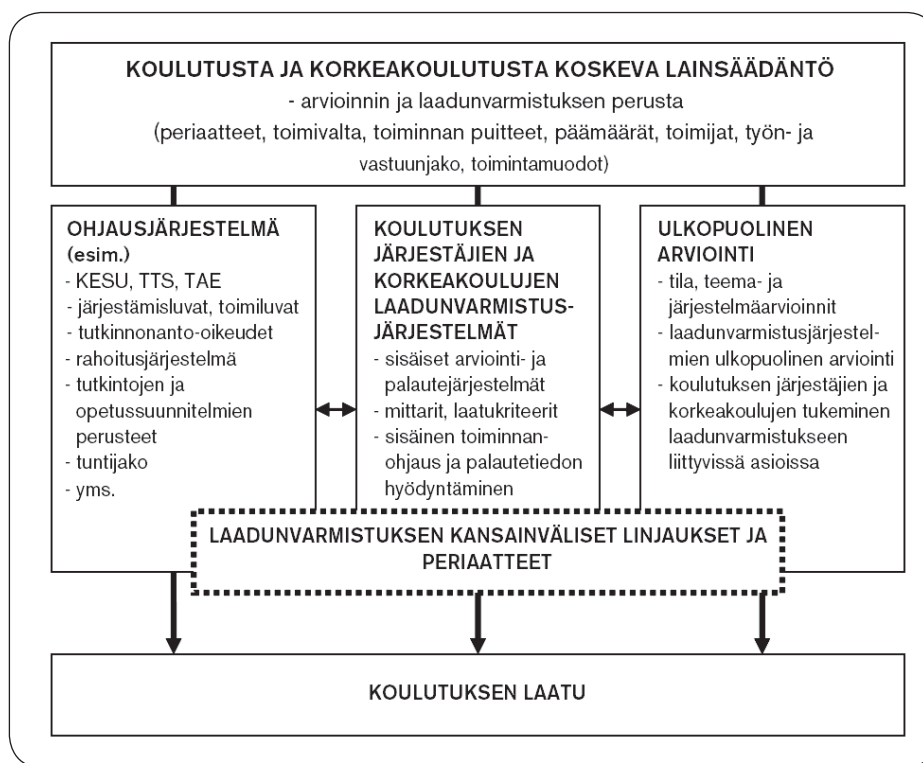 KOULUTUSTA JA KORKEAKOULUTUSTA KOSKEVA LAINSÄÄDÄNTÖ
- arvioinnin ja laadunvarmistuksen perusta
(periaatteet, toimivalta, toiminnan puitteet, päämäärät, toimijat, työn- ja
vastuunjako, toimintamuodot)
OHJAUSJÄRJESTELMÄ
(esim.)
- KESU, TTS, TAE
- järjestämisluvat, toimiluvat
- tutkinnonanto-oikeudet
- rahoitusjärjestelmä
- tutkintojen ja
opetussuunnitelmien
perusteet
- tuntijako
- yms.
KOULUTUKSEN
JÄRJESTÄJIEN JA
KORKEAKOULUJEN
LAADUNVARMISTUS-
JÄRJESTELMÄT
- sisäiset arviointi- ja
palautejärjestelmät
- mittarit, laatukriteerit
- sisäinen toiminnan-
ohjaus ja palautetiedon
hyödyntäminen
ULKOPUOLINEN
ARVIOINTI
- tila, teema- ja
järjestelmäarvioinnit
- laadunvarmistusjärjestel-
mien ulkopuolinen arviointi
- koulutuksen järjestäjien ja
korkeakoulujen tukeminen
laadunvarmistukseen
liittyvissä asioissa
LAADUNVARMISTUKSEN KANSAINVÄLISET LINJAUKSET JA
PERIAATTEET
KOULUTUKSEN LAATU